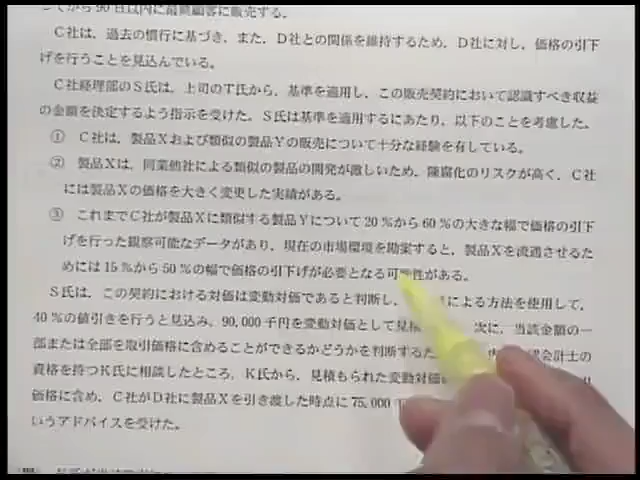 てから90日以内に最終顧客に販売する。
C社は、過去の慣行に基づき、また、D社との関係を維持するため、D社に対し、価格の引下
げを行うことを見込んでいる。
C社経理部のS氏は、上司のT氏から、基準を適用し、この販売契約において認識すべき収益
の金額を決定するよう指示を受けた。S氏は基準を適用するにあたり、以下のことを考慮した。
① C社は、製品Xおよび類似の製品Yの販売について十分な経験を有している。
② 製品Xは、同業他社による類似の製品の開発が激しいため、陳腐化のリスクが高く、C社
には製品Xの価格を大きく変更した実績がある。
③ これまでC社が製品Xに類似する製品Yについて20%から60%の大きな幅で価格の引下
げを行った観察可能なデータがあり、現在の市場環境を勘案すると、製品Xを流通させるた
めには15%から50%の幅で価格の引下げが必要となる可能性がある。
S氏は、この契約における対価は変動対価であると判断し、による方法を使用して、
40%の値引きを行うと見込み、90,000千円を変動対価として見積 次に、当該金額の一
部または全部を取引価格に含めることができるかどうかを判断するた 会計士の
資格を持つK氏に相談したところ、K氏から、見積もられた変動対価
価格に含め、C社がD社に製品Xを引き渡した時点に75,000千
いうアドバイスを受けた。